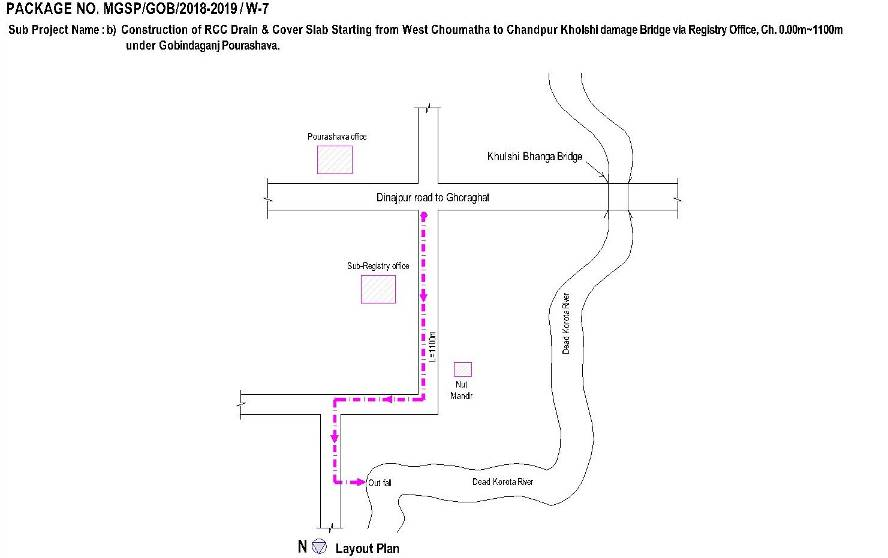 PACKAGE NO. MGSP/GOB/2018-2019/W-7
Sub Project Name : b) Construction of RCC Drain & Cover Slab Starting from West Choumatha to Chandpur Kholshi damage Bridge via Registry Office, Ch. 0.00m~1100m
under Gobindaganj Pourashava.
Pourashava office
Khulshi Bhanga Bridge
Dinajpur road to Ghoraghat
Sub-Registry office
Dead Korota River
L=1100m
Nut
Mandir
Out fall
Dead Korota River
N Layout Plan